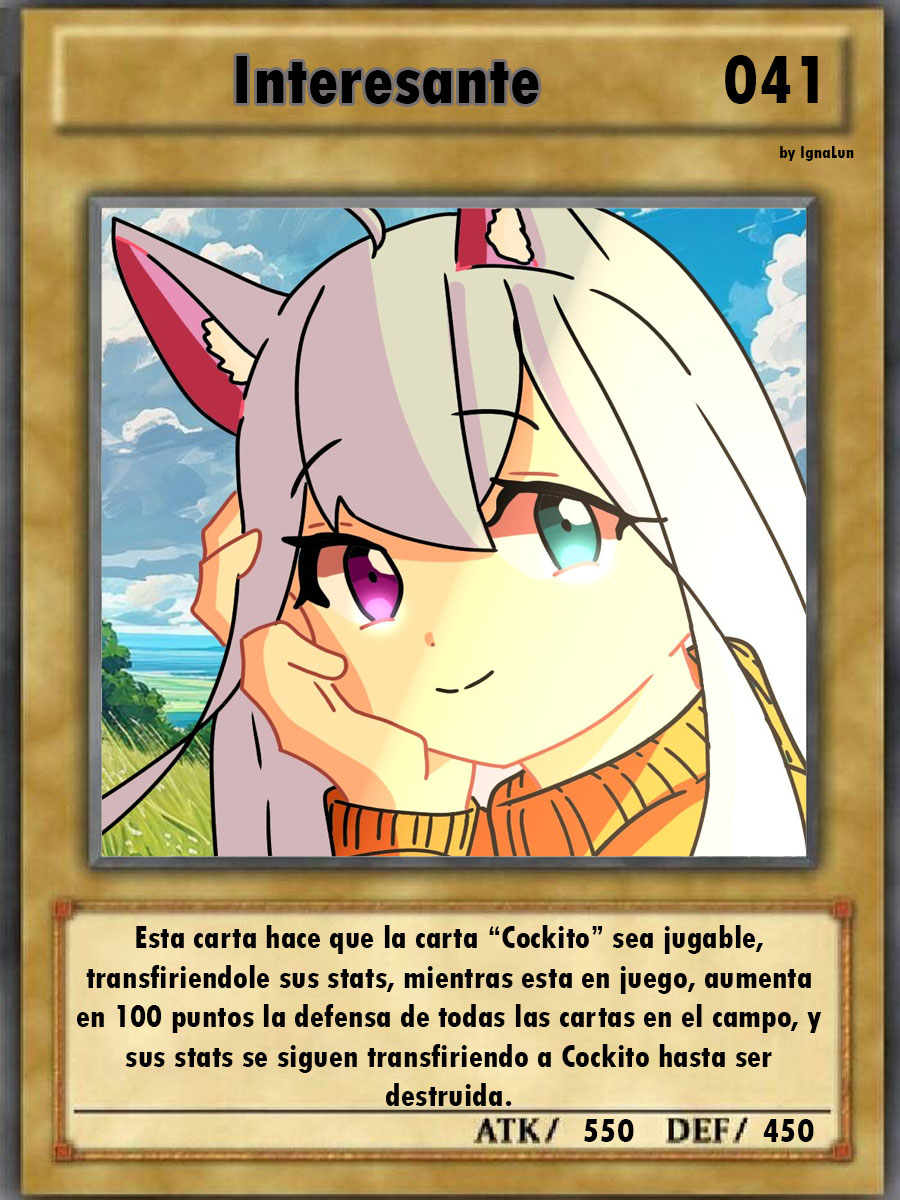 Interesante 041
by IgnaLun
Esta carta hace que la carta “Cockito” sea jugable,
transfiriendole sus stats, mientras esta en juego, aumenta
en 100 puntos la defensa de todas las cartas en el campo, y
sus stats se siguen transfiriendo a Cockito hasta ser
destruida.
ATK/ 550 DEF/ 450